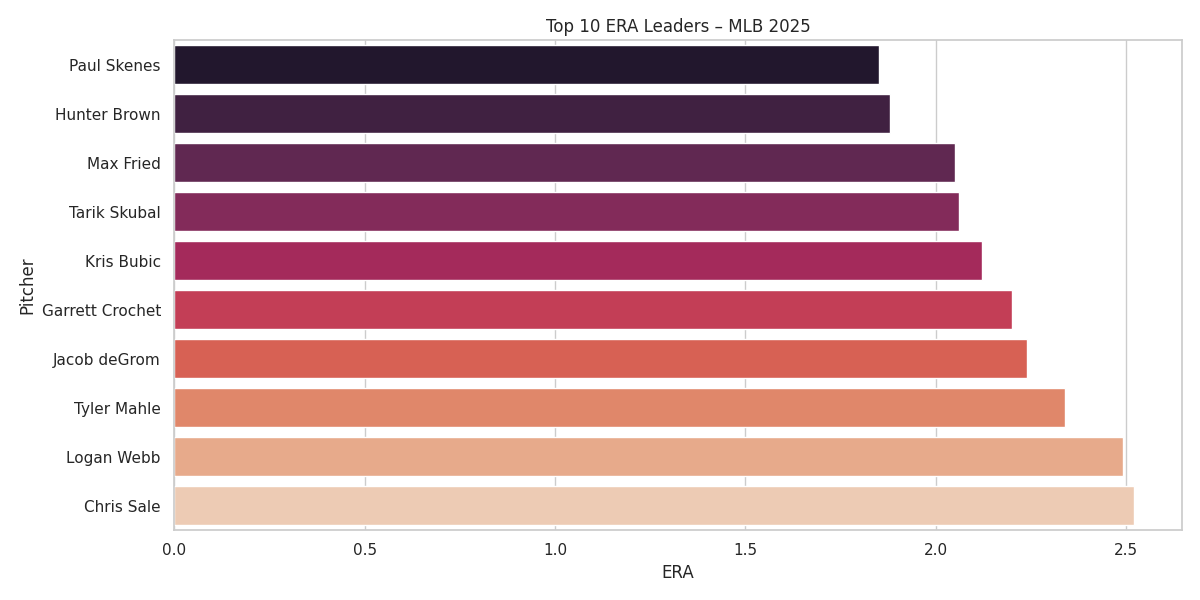 Top 10 ERA Leaders – MLB 2025
Pitcher
Paul Skenes
Hunter Brown
Max Fried
Tarik Skubal
Kris Bubic
Garrett Crochet
Jacob deGrom
Tyler Mahle
Logan Webb
Chris Sale
0.0 0.5 1.0 1.5 2.0 2.5
ERA